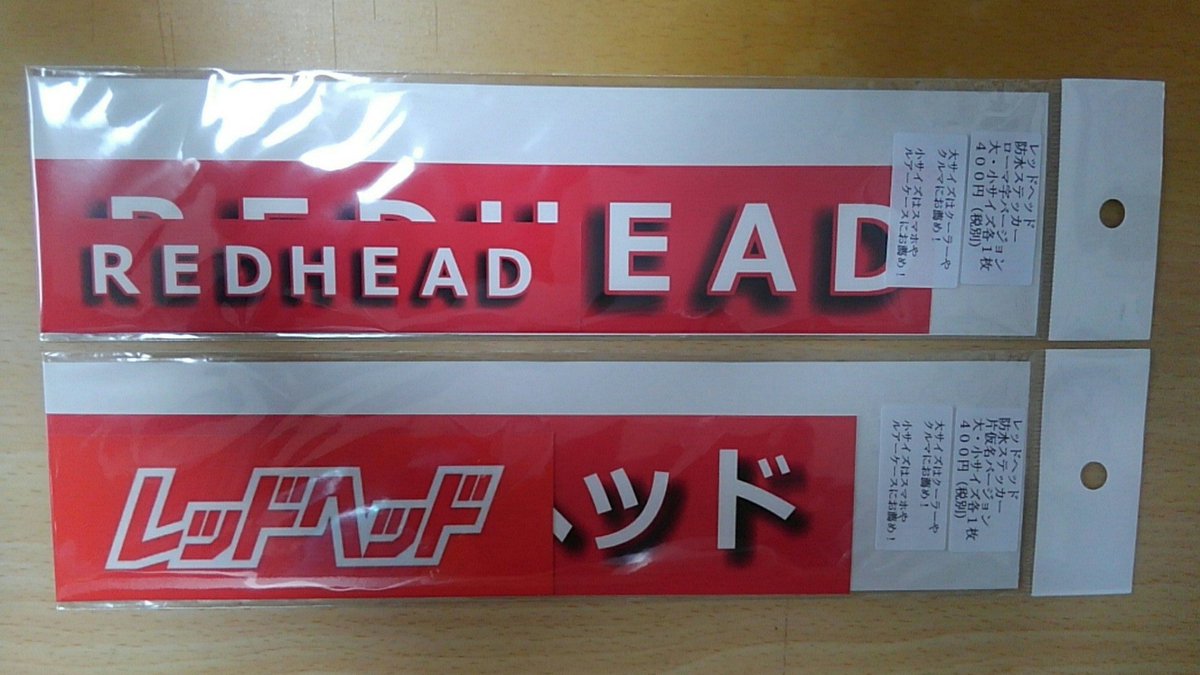 REDHEAD
EAD
レッドヘッド
防水ステッカー
ローマ字バージョン
大・小サイズ各1枚
400円(税別)
大サイズはクーラーや
クルマにお薦め!
小サイズはスマホや
ルアーケースにお薦め!
レッドヘッド
ヘッド
レッドヘッド
防水ステッカー
片仮名バージョン
大・小サイズ各1枚
400円(税別)
大サイズはクーラーや
クルマにお薦め!
小サイズはスマホや
ルアーケースにお薦め!